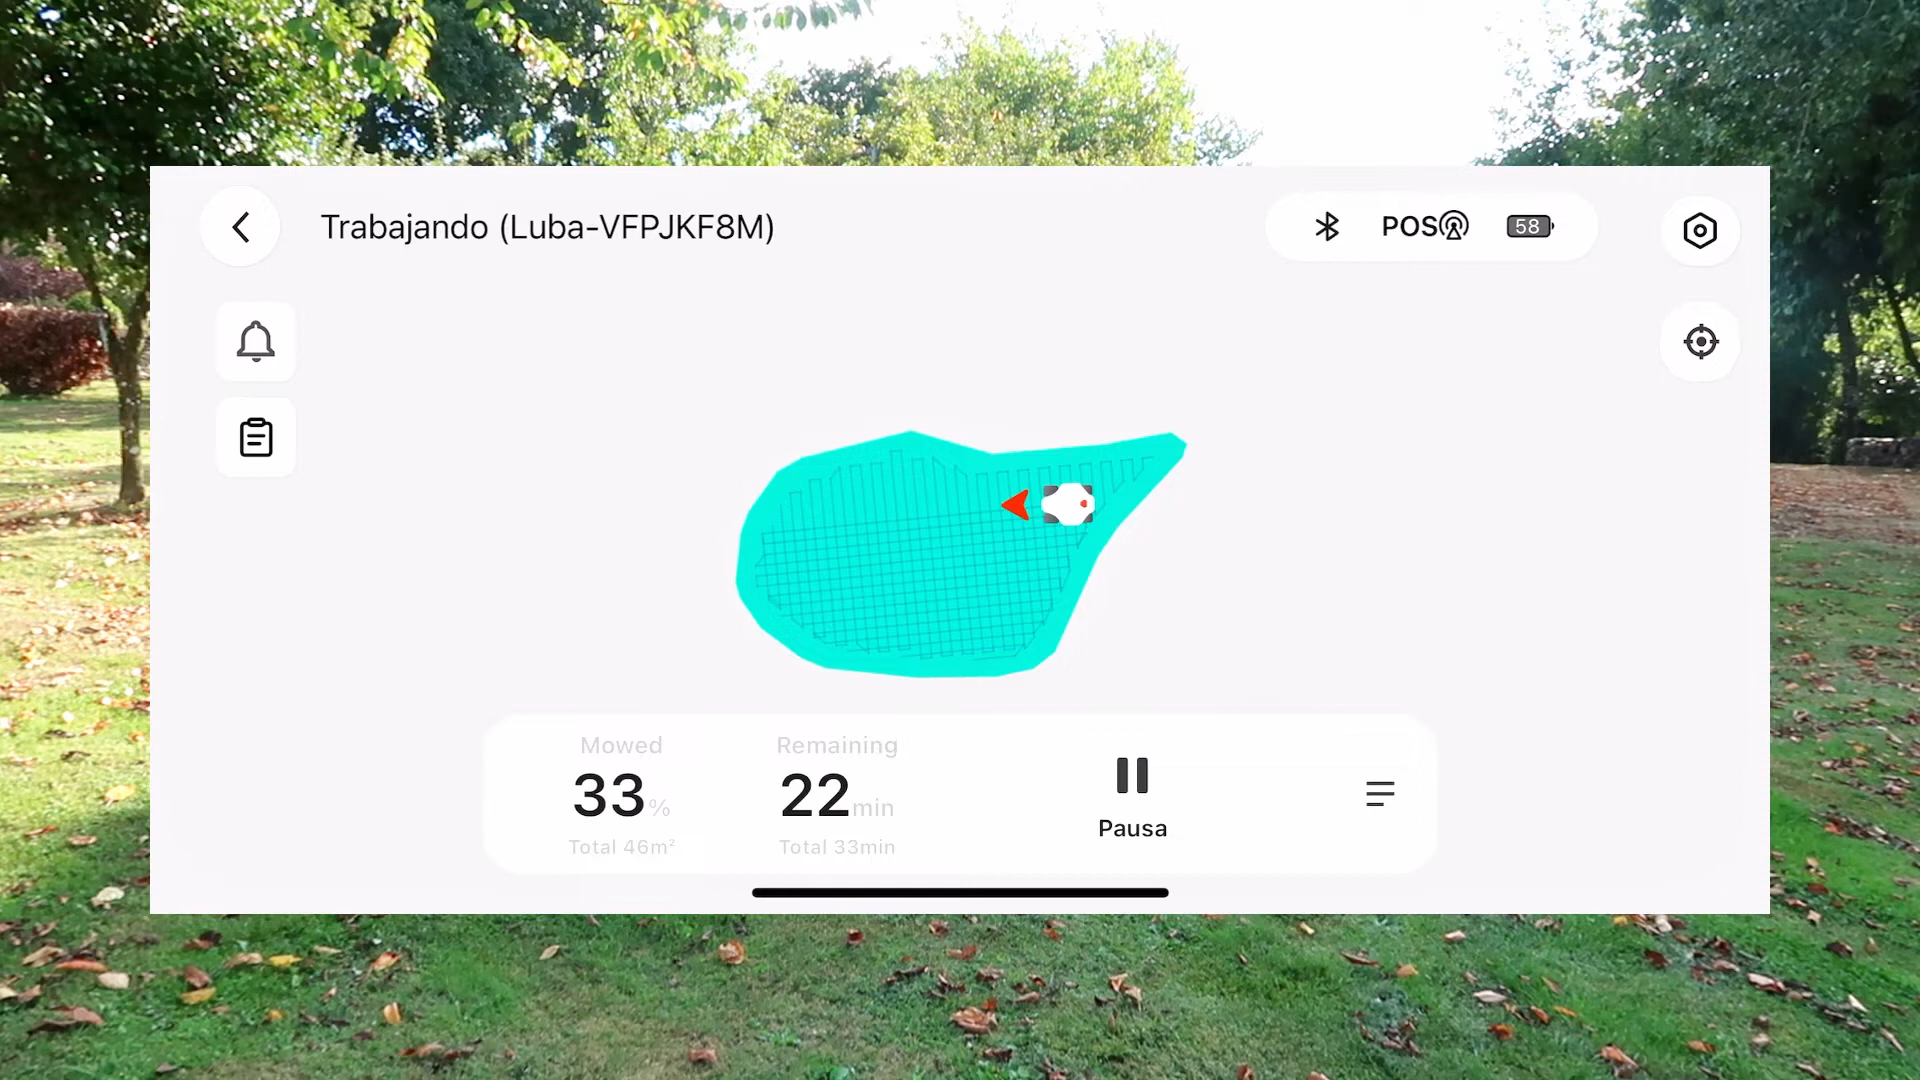 Trabajando (Luba-VFPJKF8M)
POS
58
Mowed
33%
Total 46m²
Remaining
22min
Total 33min
Pausa